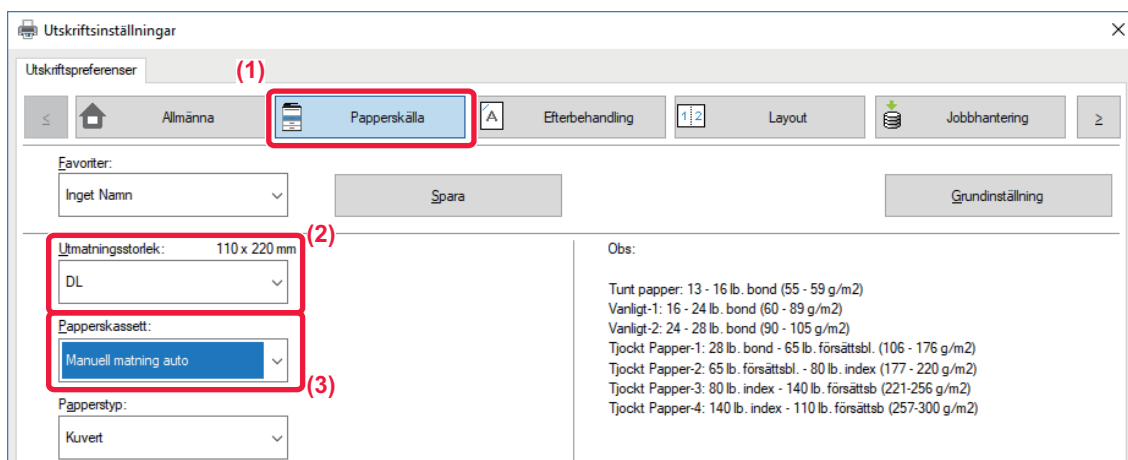 Utskriftsinställningar
Utskriftspreferenser
(1)
< Allmänna Papperskälla A Efterbehandling 1 2 Layout Jobbhantering >
Favoriter:
Inget Namn Spara Grundinställning
Utmatningsstorlek: 110 x 220 mm (2)
DL
Papperskassett:
Manuell matning auto
(3)
Papperstyp:
Kuvert
Obs:
Tunt papper: 13 - 16 lb. bond (55 - 59 g/m2)
Vanligt-1: 16 - 24 lb. bond (60 - 89 g/m2)
Vanligt-2: 24 - 28 lb. bond (90 - 105 g/m2)
Tjockt Papper-1: 28 lb. bond - 65 lb. försättsbl. (106 - 176 g/m2)
Tjockt Papper-2: 65 lb. försättsbl. - 80 lb. index (177 - 220 g/m2)
Tjockt Papper-3: 80 lb. index - 140 lb. försättsb (221-256 g/m2)
Tjockt Papper-4: 140 lb. index - 110 lb. försättsb (257-300 g/m2)